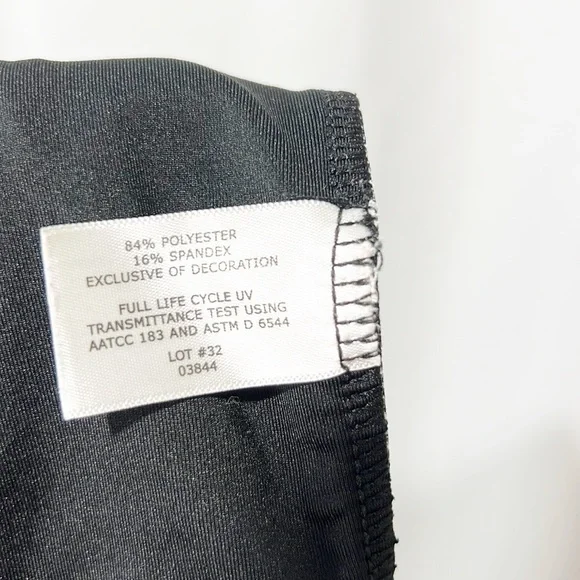 84% POLYESTER
16% SPANDEX
EXCLUSIVE OF DECORATION
FULL LIFE CYCLE UV
TRANSMITTANCE TEST USING
AATCC 183 AND ASTM D 6544
LOT #32
03844